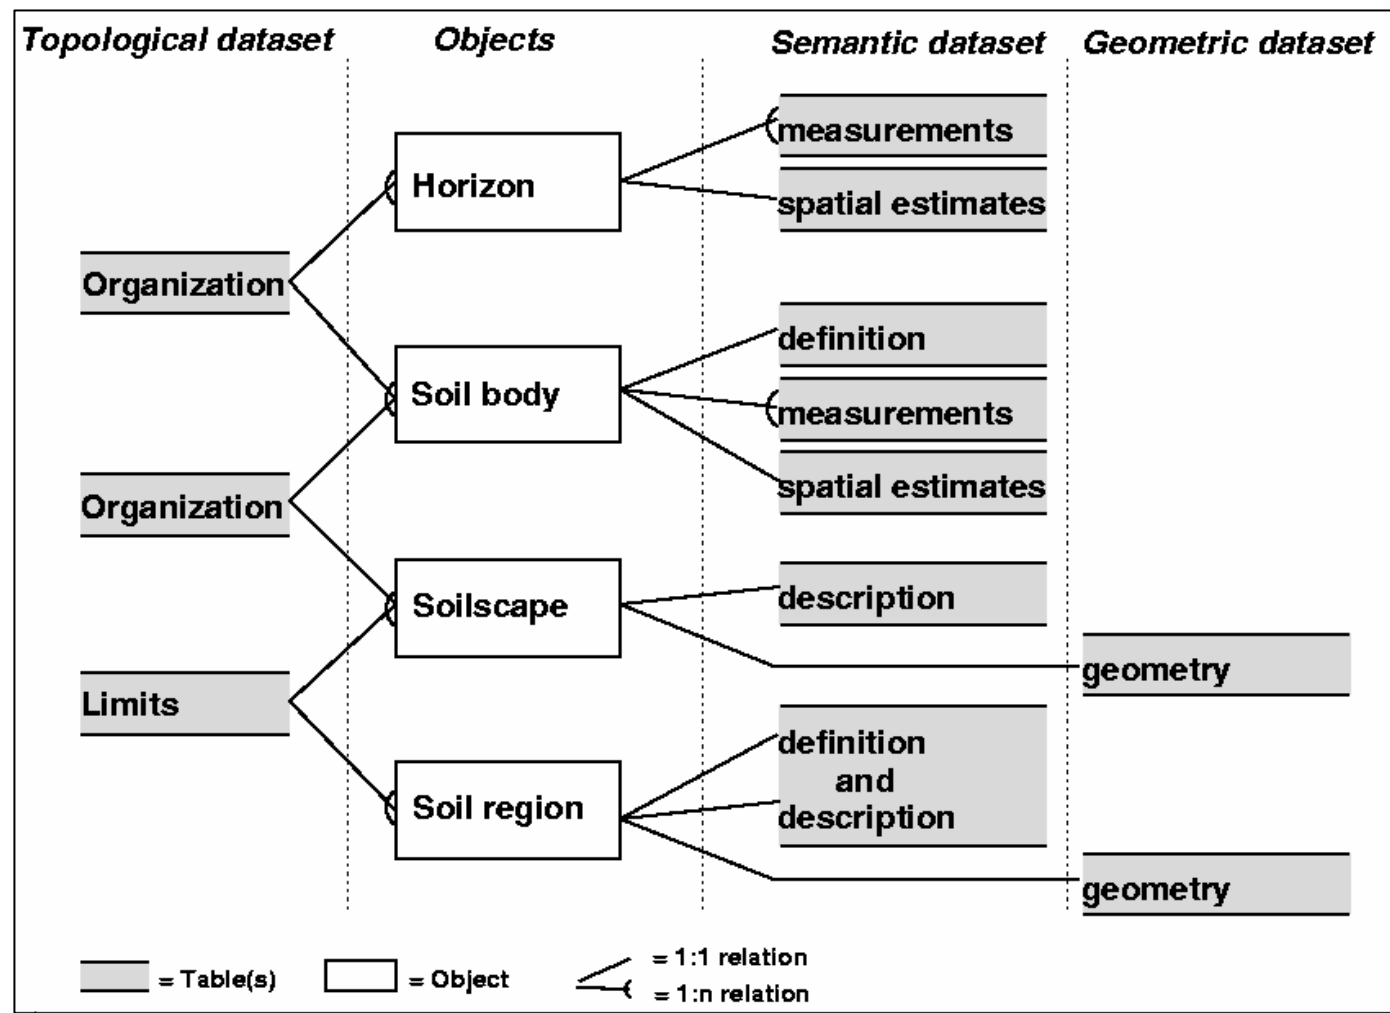 Topological dataset
Objects
Semantic dataset
Geometric dataset
measurements
Horizon
spatial estimates
Organization
definition
Soil body
measurements
spatial estimates
Organization
description
Soilscape
geometry
Limits
definition
and
description
Soil region
geometry
= Table(s)
= Object
= 1:1 relation
= 1:n relation